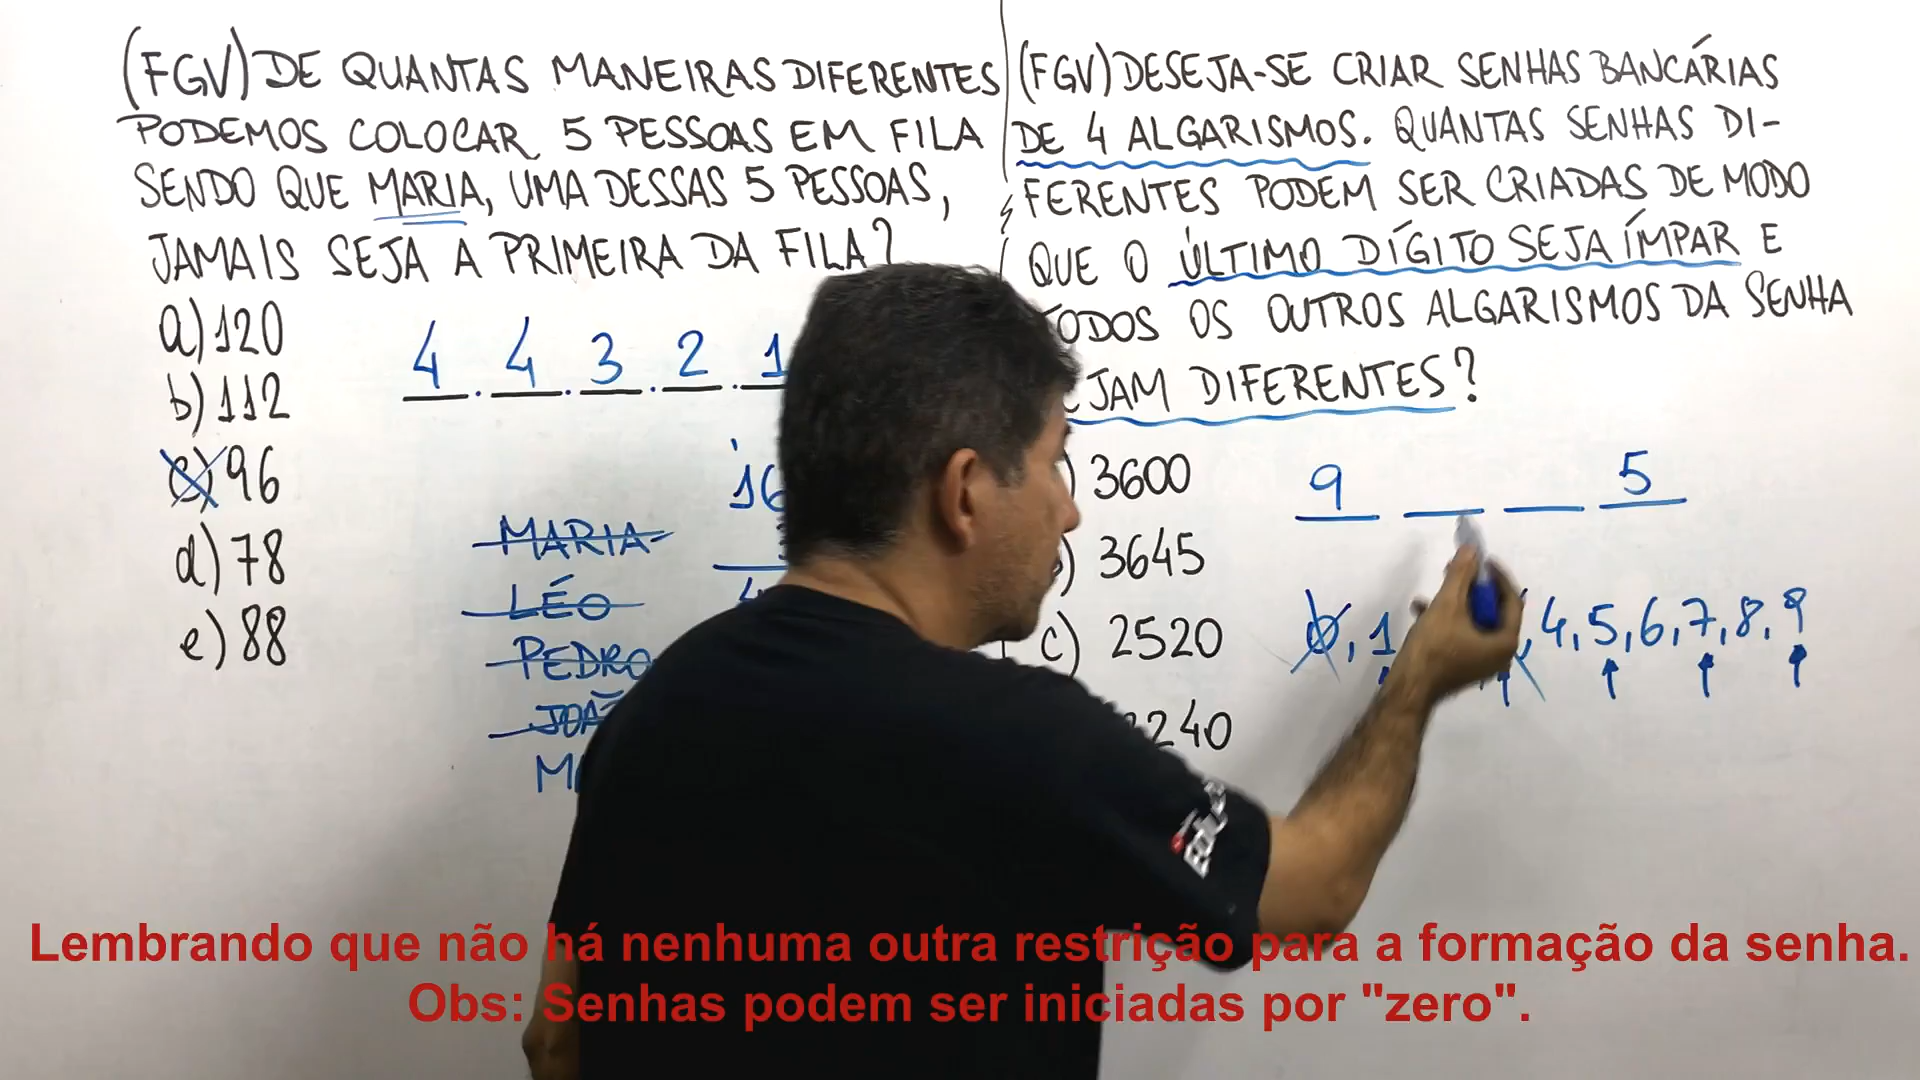 (FGV) DE QUANTAS MANEIRAS DIFERENTES
PODEMOS COLOCAR 5 PESSOAS EM FILA
SENDO QUE MARIA, UMA DESSAS 5 PESSOAS,
JAMAIS SEJA A PRIMEIRA DA FILA?
a) 120
b) 112
c) 96
d) 78
e) 88
4 . 4 . 3 . 2 . 1
MARIA
LÉO
PEDRO
(FGV) DESEJA-SE CRIAR SENHAS BANCÁRIAS
DE 4 ALGARISMOS. QUANTAS SENHAS DI-
FERENTES PODEM SER CRIADAS DE MODO
QUE O ÚLTIMO DÍGITO SEJA ÍMPAR E
TODOS OS OUTROS ALGARISMOS DA SENHA
EJAM DIFERENTES?
) 3600
) 3645
c) 2520
2240
9 5
0, 1 , 4, 5, 6, 7, 8, 9
Lembrando que não há nenhuma outra restrição para a formação da senha.
Obs: Senhas podem ser iniciadas por "zero".